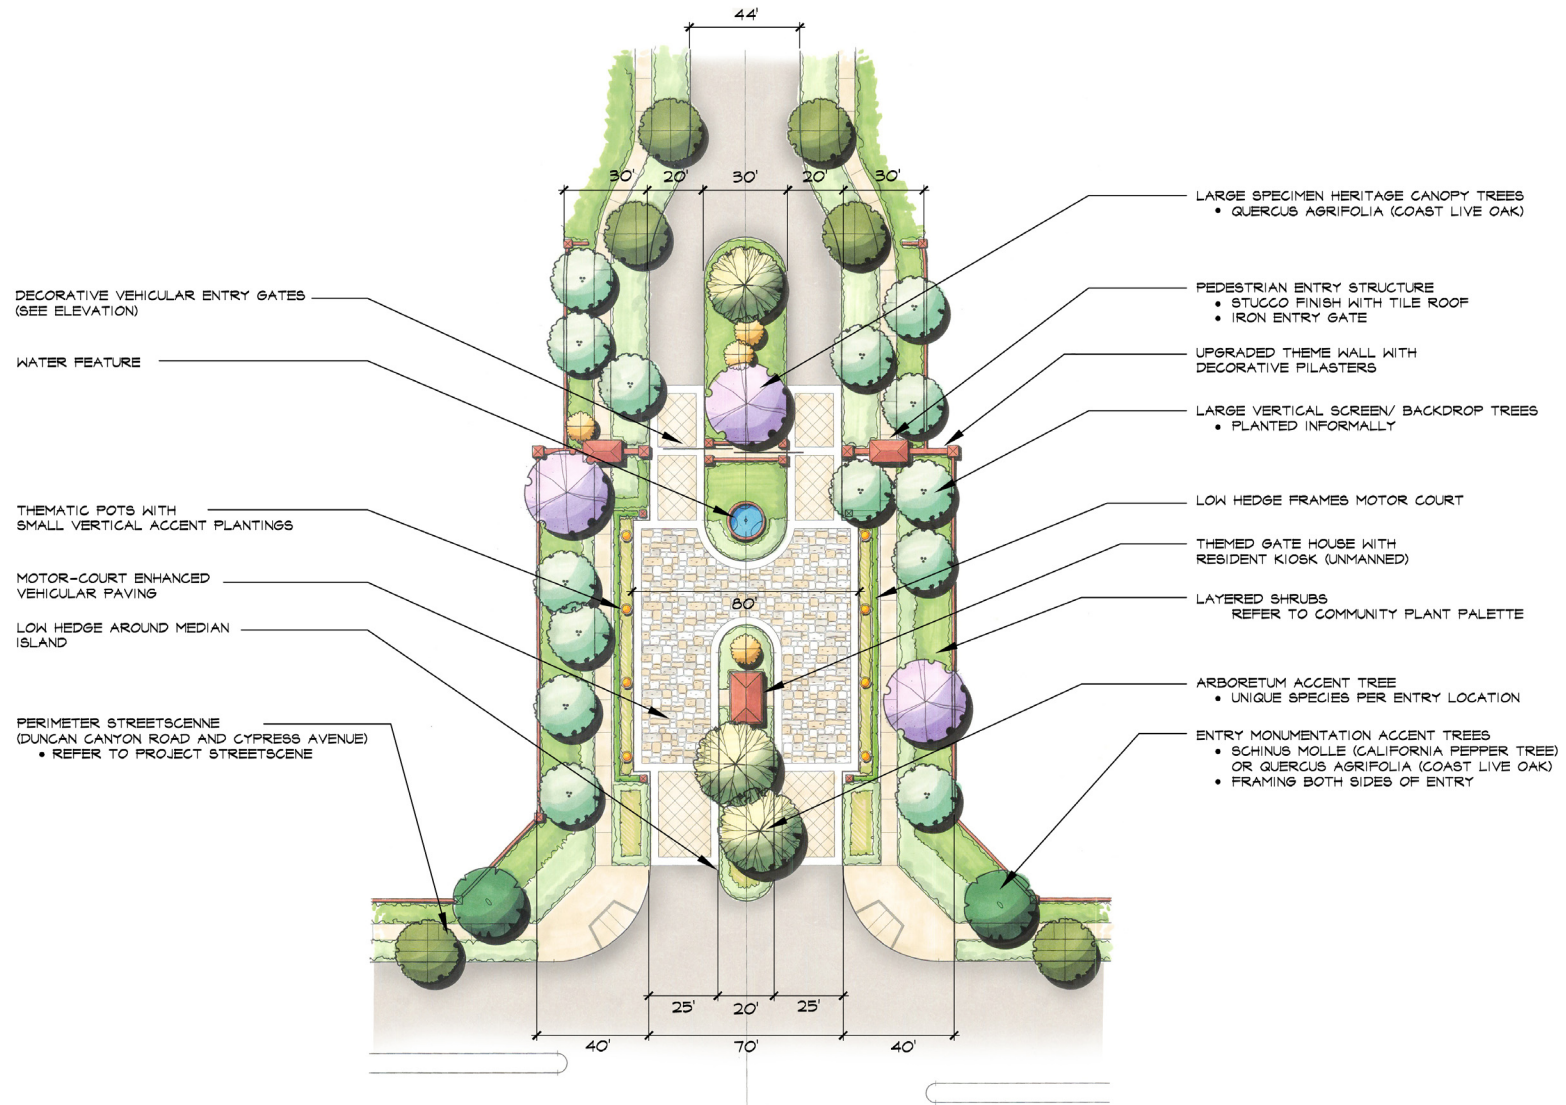 44'
30' 20' 30' 20' 30'
DECORATIVE VEHICULAR ENTRY GATES
(SEE ELEVATION)
WATER FEATURE
THEMATIC POTS WITH
SMALL VERTICAL ACCENT PLANTINGS
MOTOR-COURT ENHANCED
VEHICULAR PAVING
LOW HEDGE AROUND MEDIAN
ISLAND
PERIMETER STREETSCENNE
(DUNCAN CANYON ROAD AND CYPRESS AVENUE)
• REFER TO PROJECT STREETSCENE
80'
LARGE SPECIMEN HERITAGE CANOPY TREES
• QUERCUS AGRIFOLIA (COAST LIVE OAK)
PEDESTRIAN ENTRY STRUCTURE
• STUCCO FINISH WITH TILE ROOF
• IRON ENTRY GATE
UPGRADED THEME WALL WITH
DECORATIVE PILASTERS
LARGE VERTICAL SCREEN/ BACKDROP TREES
• PLANTED INFORMALLY
LOW HEDGE FRAMES MOTOR COURT
THEMED GATE HOUSE WITH
RESIDENT KIOSK (UNMANNED)
LAYERED SHRUBS
REFER TO COMMUNITY PLANT PALETTE
ARBORETUM ACCENT TREE
• UNIQUE SPECIES PER ENTRY LOCATION
ENTRY MONUMENTATION ACCENT TREES
• SCHINUS MOLLE (CALIFORNIA PEPPER TREE)
OR QUERCUS AGRIFOLIA (COAST LIVE OAK)
• FRAMING BOTH SIDES OF ENTRY
25' 20' 25'
40' 70' 40'